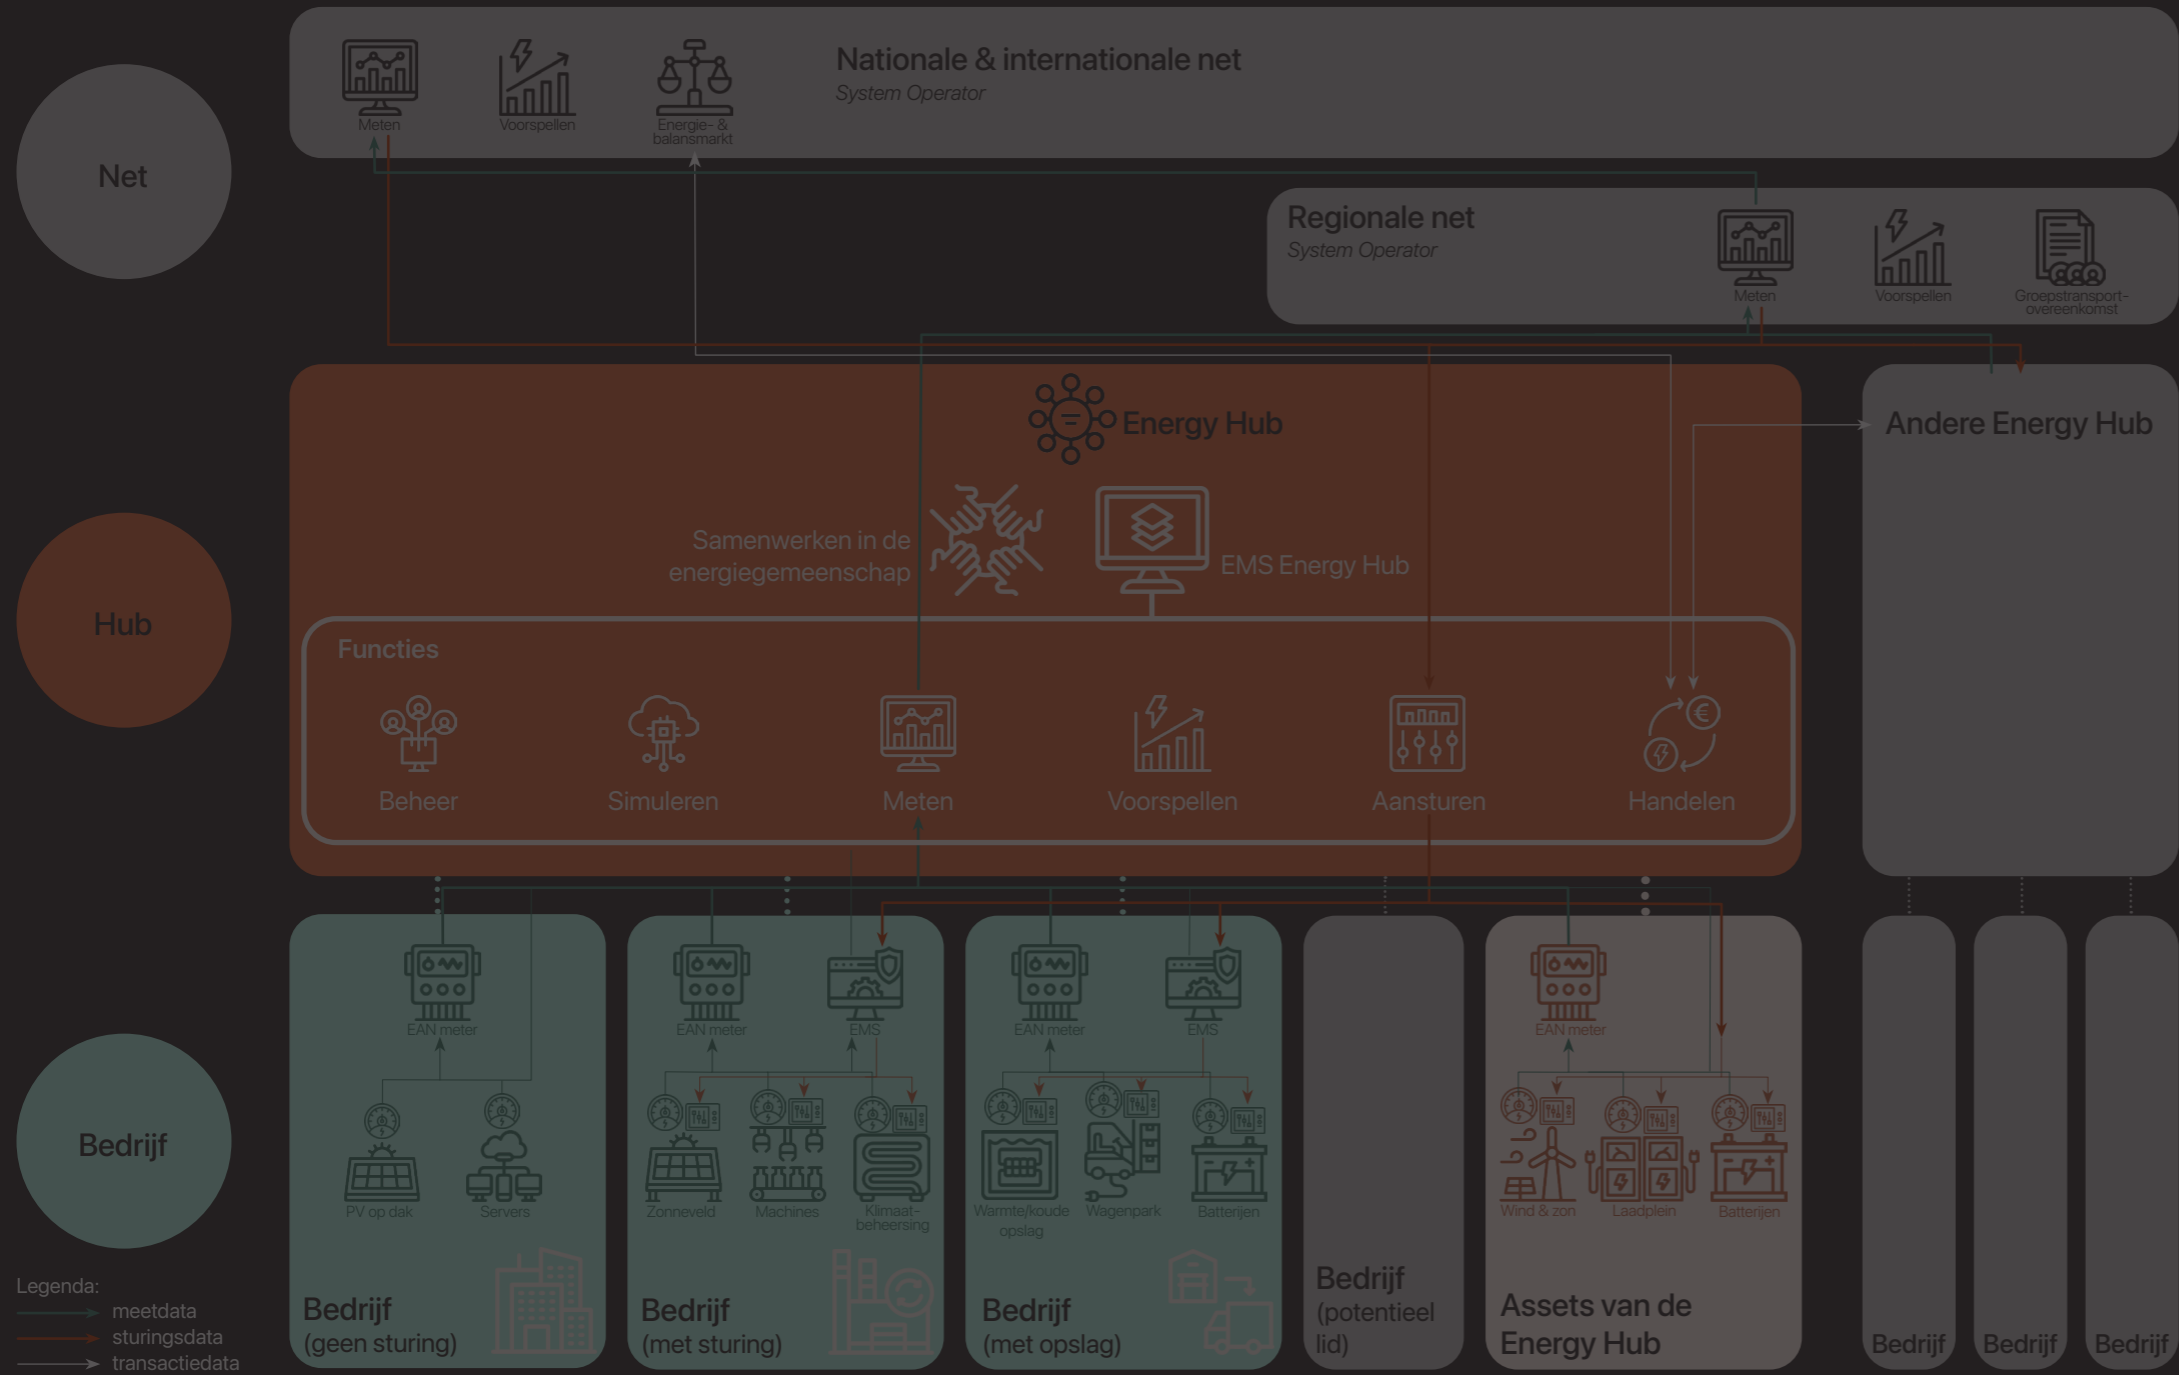 Net
Nationale & internationale net
System Operator
Meten
Voorspellen
Energie- &
balansmarkt
Regionale net
System Operator
Meten
Voorspellen
Groepstransport-
overeenkomst
Hub
Energy Hub
Andere Energy Hub
Samenwerken in de
energiegemeenschap
EMS Energy Hub
Functies
Beheer
Simuleren
Meten
Voorspellen
Aansturen
Handelen
Bedrijf
EAN meter
PV op dak
Servers
Bedrijf
(geen sturing)
EAN meter
EMS
Zonneveld
Machines
Klimaat-
beheersing
Bedrijf
(met sturing)
EAN meter
EMS
Warmte/koude
opslag
Wagenpark
Batterijen
Bedrijf
(met opslag)
Bedrijf
(potentieel
lid)
EAN meter
Wind & zon
Laadplein
Batterijen
Assets van de
Energy Hub
Bedrijf
Bedrijf
Bedrijf
Legenda:
meetdata
sturingsdata
transactiedata